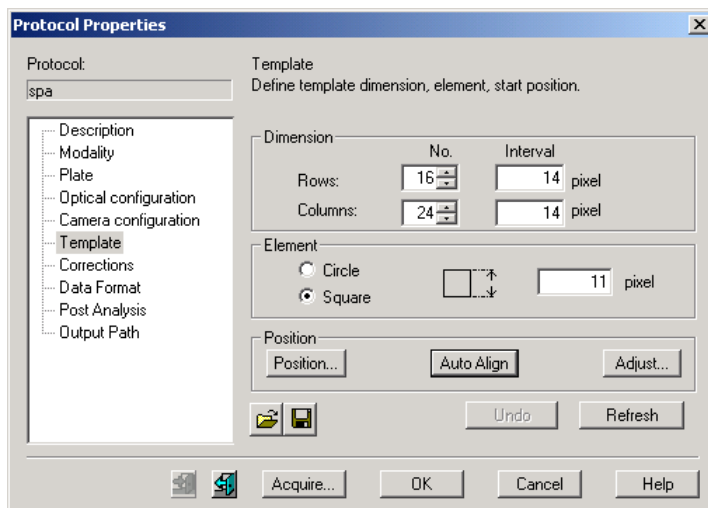 Protocol Properties
Protocol:
spa
Description
Modality
Plate
Optical configuration
Camera configuration
Template
Corrections
Data Format
Post Analysis
Output Path
Template
Define template dimension, element, start position.
Dimension
No. Interval
Rows: 16 14 pixel
Columns: 24 14 pixel
Element
Circle
Square
11 pixel
Position
Position... Auto Align Adjust...
Undo Refresh
Acquire... OK Cancel Help